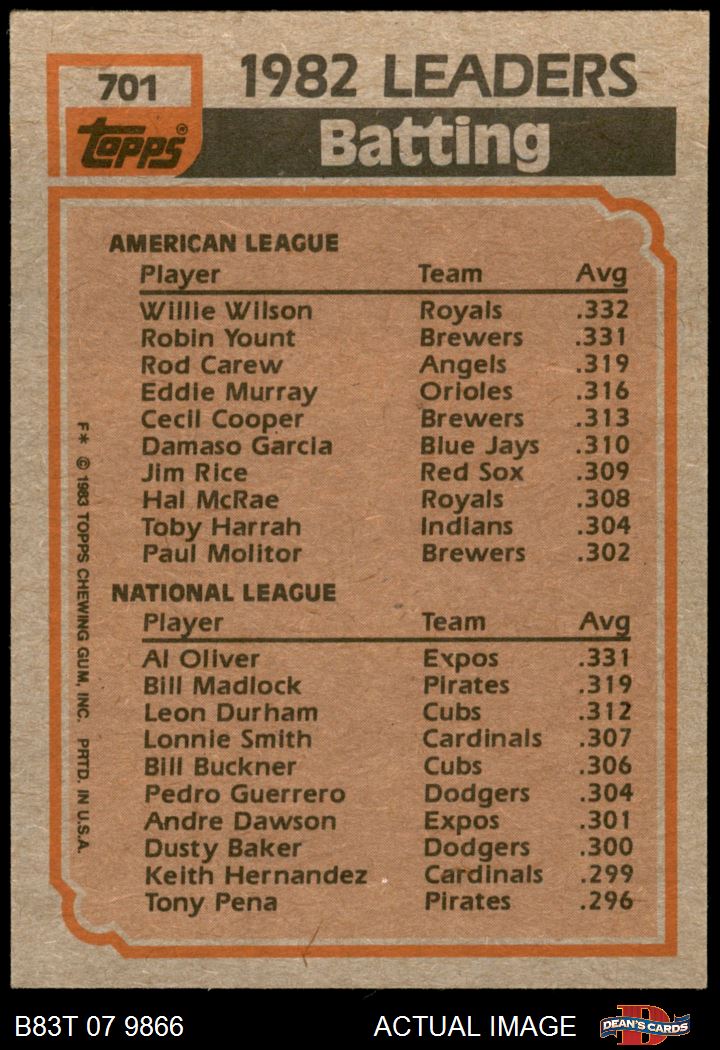 701
1982 LEADERS
Topps®
Batting
AMERICAN LEAGUE
Player Team Avg
Willie Wilson Royals .332
Robin Yount Brewers .331
Rod Carew Angels .319
Eddie Murray Orioles .316
Cecil Cooper Brewers .313
Damaso Garcia Blue Jays .310
Jim Rice Red Sox .309
Hal McRae Royals .308
Toby Harrah Indians .304
Paul Molitor Brewers .302
NATIONAL LEAGUE
Player Team Avg
Al Oliver Expos .331
Bill Madlock Pirates .319
Leon Durham Cubs .312
Lonnie Smith Cardinals .307
Bill Buckner Cubs .306
Pedro Guerrero Dodgers .304
Andre Dawson Expos .301
Dusty Baker Dodgers .300
Keith Hernandez Cardinals .299
Tony Pena Pirates .296
F* © 1983 TOPPS CHEWING GUM, INC. PRTD. IN U.S.A.
B83T 07 9866 ACTUAL IMAGE
D
DEAN'S CARDS